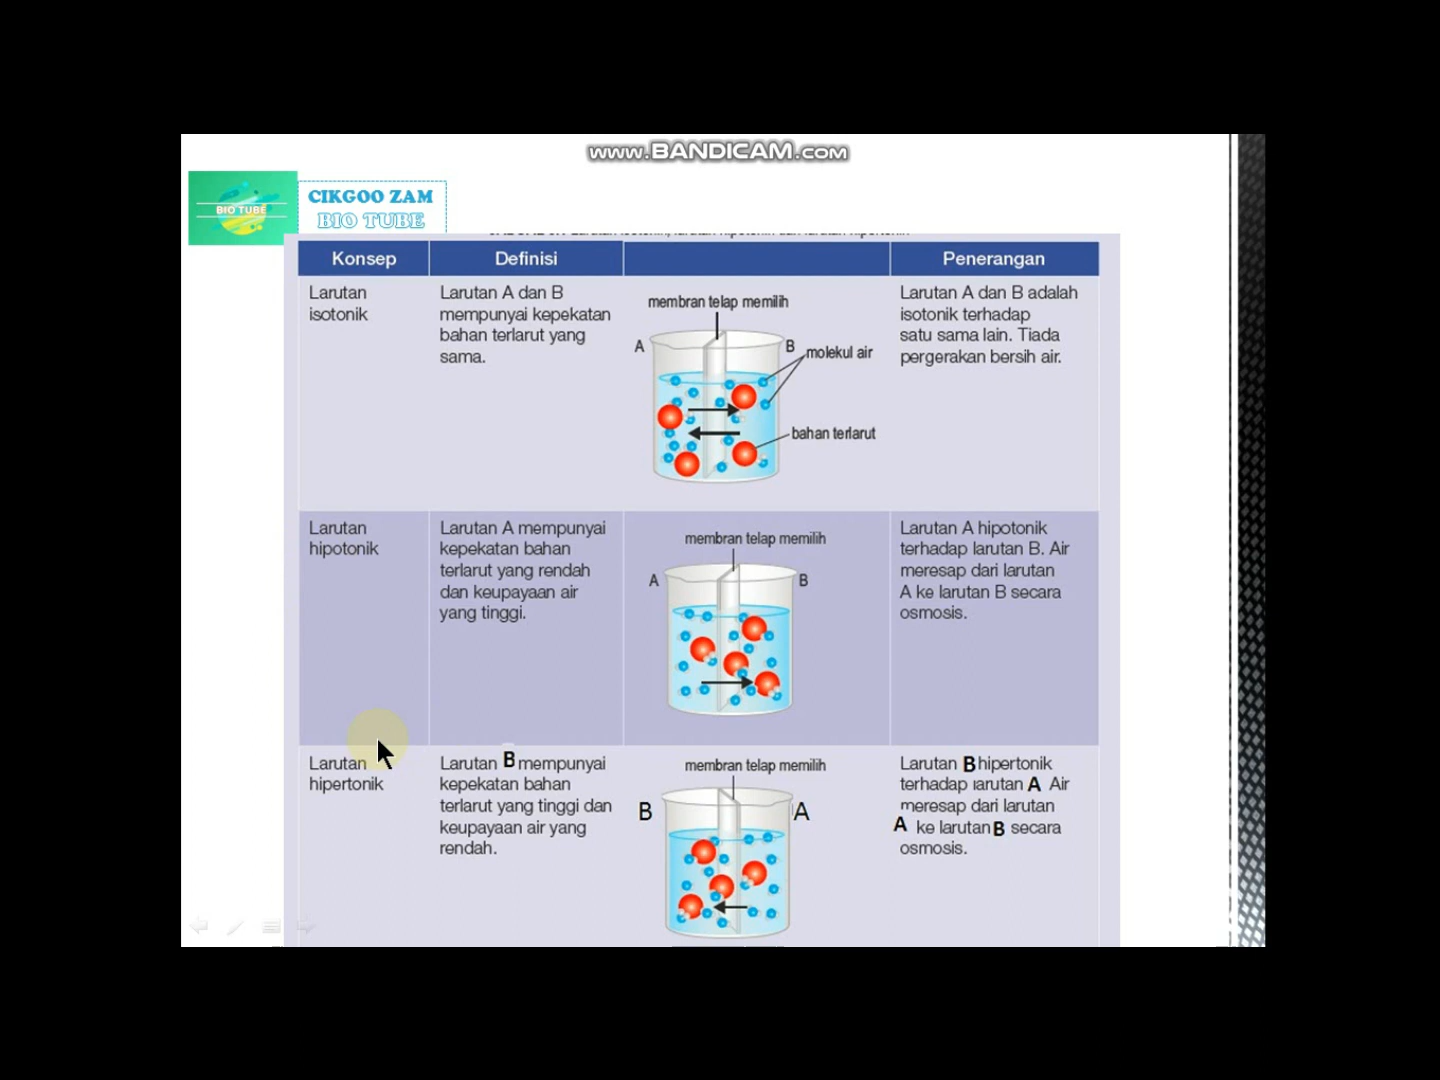 www.BANDICAM.com
BIO TUBE
CIKGOO ZAM
BIO TUBE
Konsep
Definisi
Penerangan
Larutan
isotonik
Larutan A dan B
mempunyai kepekatan
bahan terlarut yang
sama.
membran telap memilih
A
B
molekul air
bahan terlarut
Larutan A dan B adalah
isotonik terhadap
satu sama lain. Tiada
pergerakan bersih air.
Larutan
hipotonik
Larutan A mempunyai
kepekatan bahan
terlarut yang rendah
dan keupayaan air
yang tinggi.
membran telap memilih
A
B
Larutan A hipotonik
terhadap larutan B. Air
meresap dari larutan
A ke larutan B secara
osmosis.
Larutan
hipertonik
Larutan B mempunyai
kepekatan bahan
terlarut yang tinggi dan
keupayaan air yang
rendah.
membran telap memilih
B
A
Larutan B hipertonik
terhadap larutan A Air
meresap dari larutan
A ke larutan B secara
osmosis.